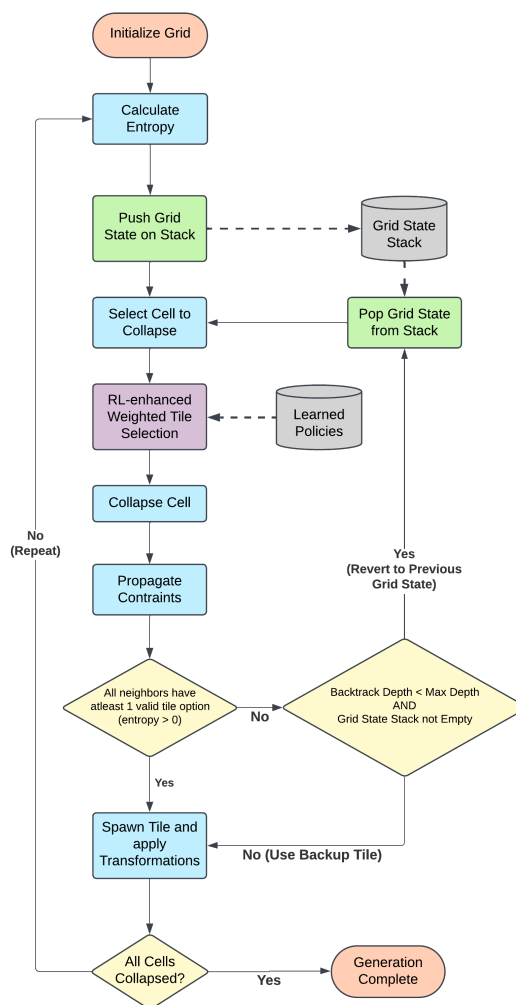 Initialize Grid
Calculate
Entropy
Push Grid
State on Stack
Grid State
Stack
Select Cell to
Collapse
Pop Grid State
from Stack
RL-enhanced
Weighted Tile
Selection
Learned
Policies
Collapse Cell
No
(Repeat)
Propagate
Contraints
Yes
(Revert to Previous
Grid State)
All neighbors have
atleast 1 valid tile option
(entropy > 0)
No
Backtrack Depth < Max Depth
AND
Grid State Stack not Empty
Yes
Spawn Tile and
apply
Transformations
No (Use Backup Tile)
All Cells
Collapsed?
Yes
Generation
Complete